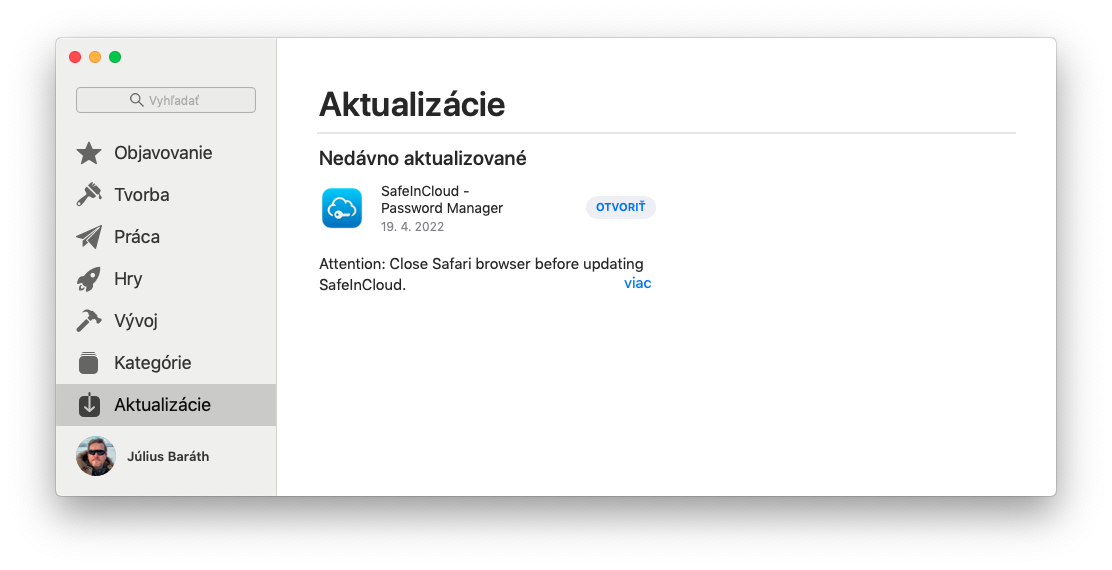 Vyhľadať
Objavovanie
Tvorba
Práca
Hry
Vývoj
Kategórie
Aktualizácie
Július Baráth
Aktualizácie
Nedávno aktualizované
SafeInCloud -
Password Manager
19. 4. 2022
OTVORIŤ
Attention: Close Safari browser before updating
SafeInCloud.
viac